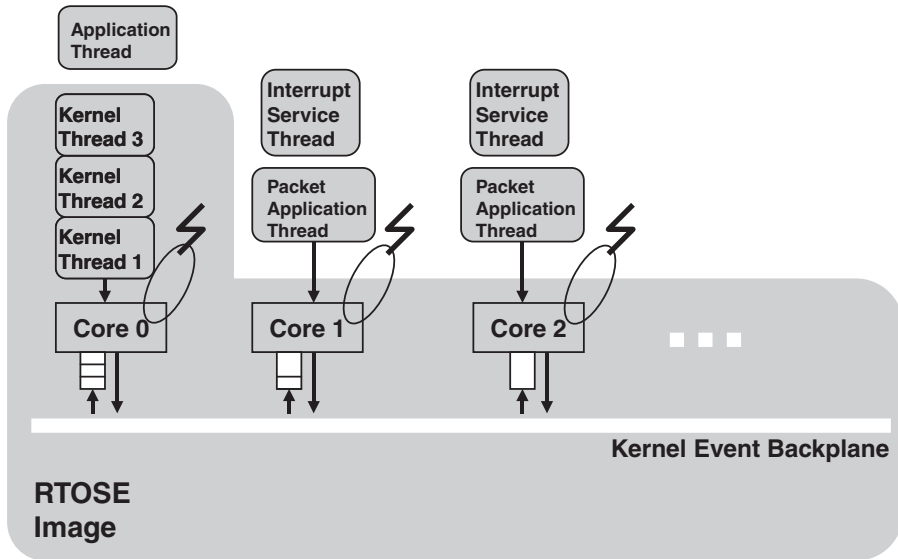 Application
Thread
Kernel
Thread 3
Kernel
Thread 2
Kernel
Thread 1
Core 0
Interrupt
Service
Thread
Packet
Application
Thread
Core 1
Interrupt
Service
Thread
Packet
Application
Thread
Core 2
Kernel Event Backplane
RTOSE
Image